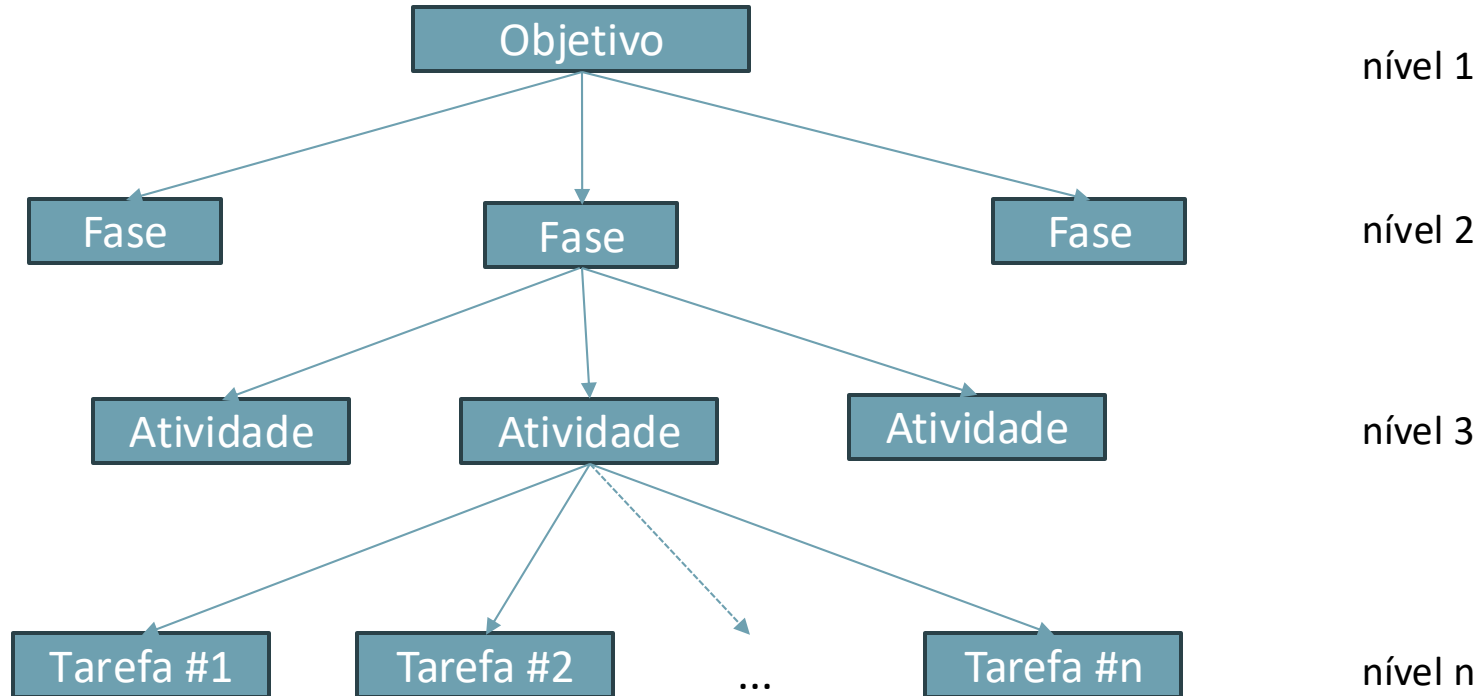 Objetivo
nível 1
Fase
Fase
Fase
nível 2
Atividade
Atividade
Atividade
nível 3
Tarefa #1
Tarefa #2
...
Tarefa #n
nível n